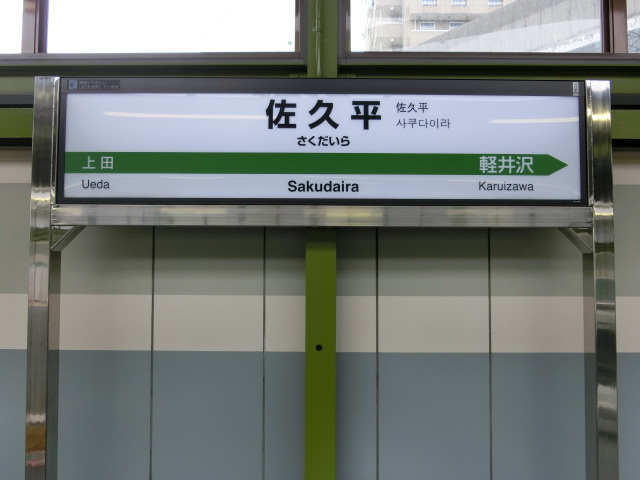 佐久平
佐久平
사쿠다이라
さくだいら
上田
軽井沢
Ueda
Sakudaira
Karuizawa